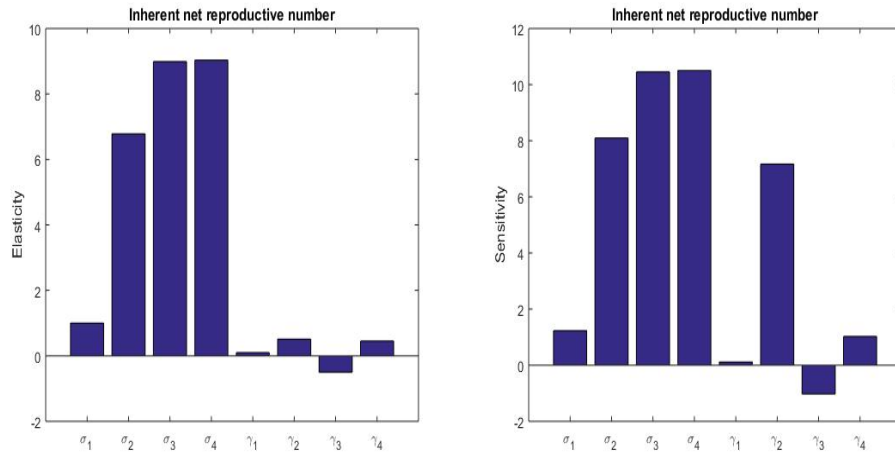 Inherent net reproductive number
Elasticity
10
8
6
4
2
0
-2
σ1 σ2 σ3 σ4 γ1 γ2 γ3 γ4
Inherent net reproductive number
Sensitivity
12
10
8
6
4
2
0
-2
σ1 σ2 σ3 σ4 γ1 γ2 γ3 γ4